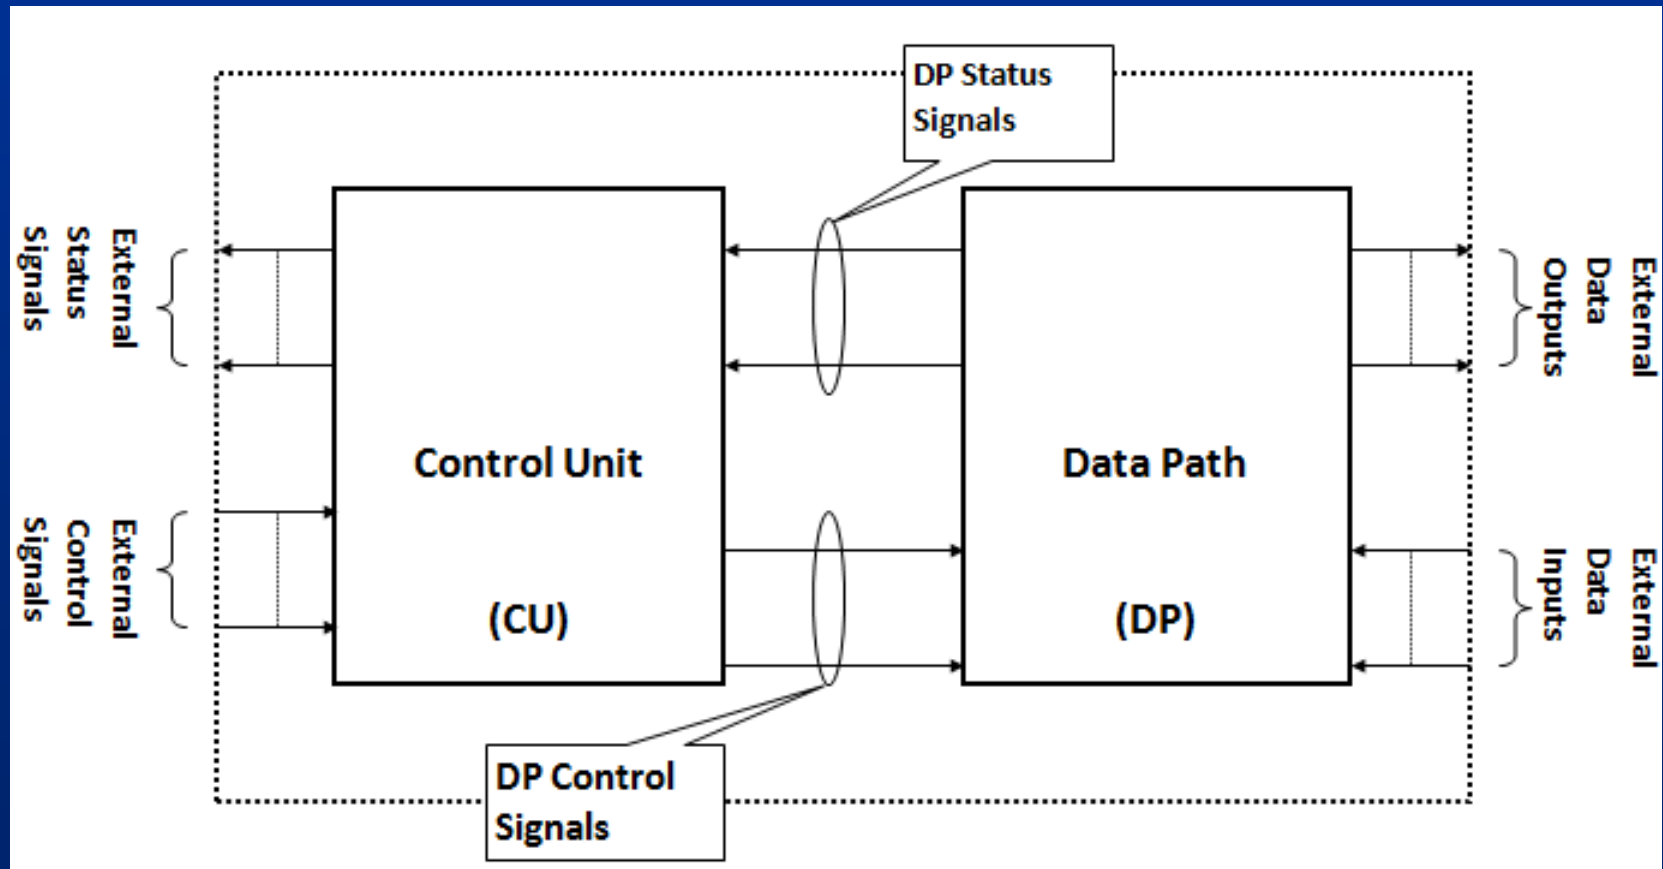 DP Status
Signals
External
Status
Signals
External
Data
Outputs
Control Unit
(CU)
Data Path
(DP)
External
Control
Signals
External
Data
Inputs
DP Control
Signals